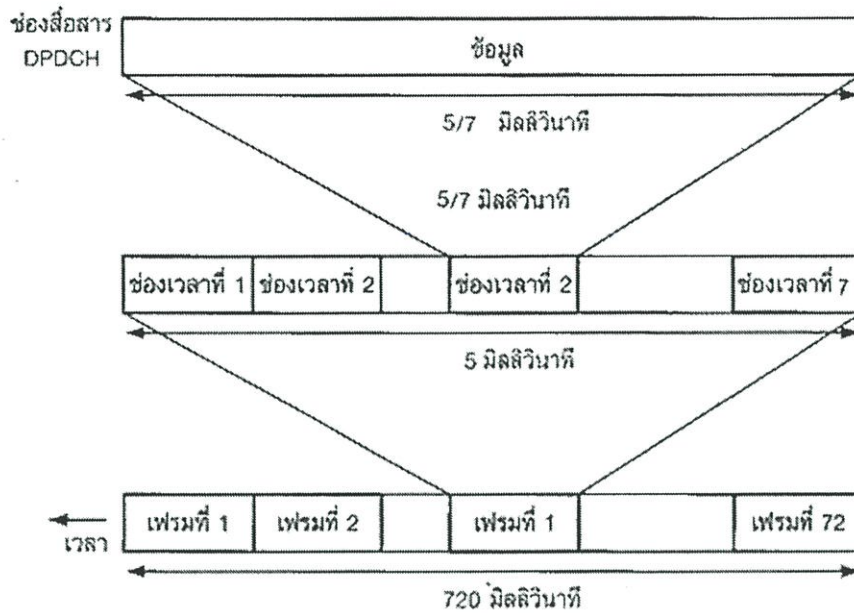 ช่องสื่อสาร
DPDCH
ข้อมูล
5/7 มิลลิวินาที
5/7 มิลลิวินาที
ช่องเวลาที่ 1 ช่องเวลาที่ 2 ช่องเวลาที่ 2 ช่องเวลาที่ 7
5 มิลลิวินาที
เฟรมที่ 1 เฟรมที่ 2 เฟรมที่ 1 เฟรมที่ 72
เวลา
720 มิลลิวินาที